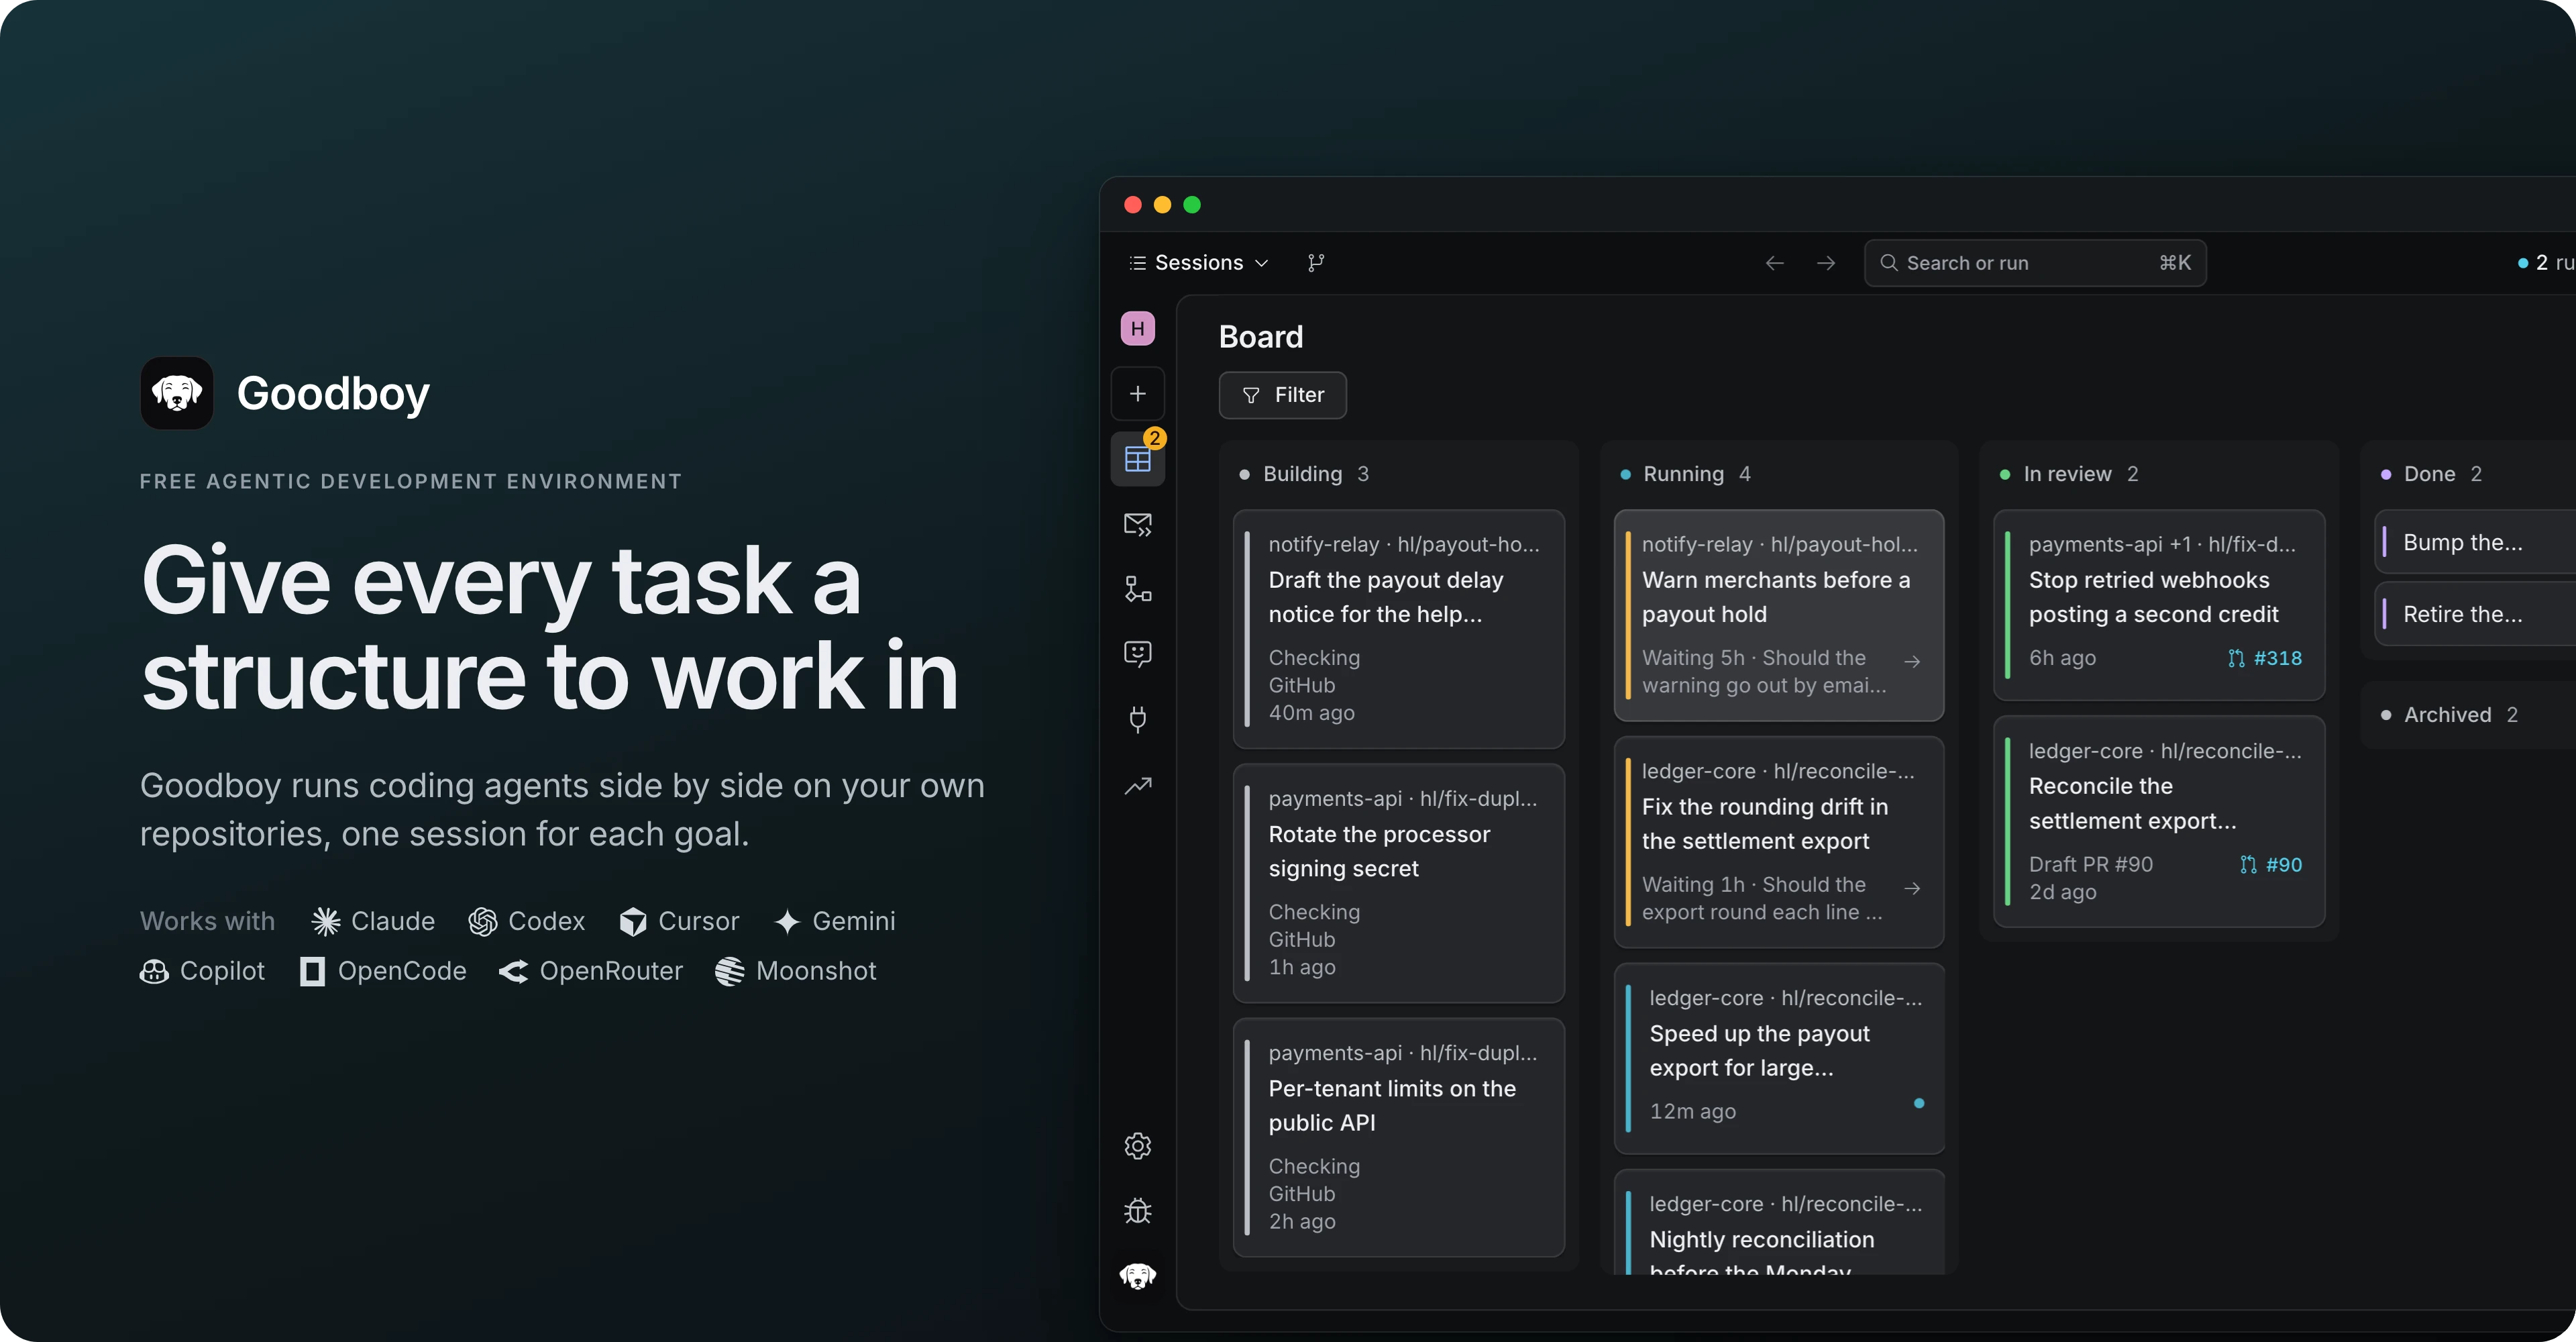 Goodboy
FREE AGENTIC DEVELOPMENT ENVIRONMENT
Give every task a
structure to work in
Goodboy runs coding agents side by side on your own
repositories, one session for each goal.
Works with Claude Codex Cursor Gemini
Copilot OpenCode OpenRouter Moonshot
Sessions
Search or run ⌘K
2 ru
H
2
Board
Filter
Building 3
notify-relay · hl/payout-ho...
Draft the payout delay
notice for the help...
Checking
GitHub
40m ago
payments-api · hl/fix-dupl...
Rotate the processor
signing secret
Checking
GitHub
1h ago
payments-api · hl/fix-dupl...
Per-tenant limits on the
public API
Checking
GitHub
2h ago
Running 4
notify-relay · hl/payout-hol...
Warn merchants before a
payout hold
Waiting 5h · Should the
warning go out by emai...
ledger-core · hl/reconcile-...
Fix the rounding drift in
the settlement export
Waiting 1h · Should the
export round each line ...
ledger-core · hl/reconcile-...
Speed up the payout
export for large...
12m ago
ledger-core · hl/reconcile-...
Nightly reconciliation
before the Monday
In review 2
payments-api +1 · hl/fix-d...
Stop retried webhooks
posting a second credit
6h ago #318
ledger-core · hl/reconcile-...
Reconcile the
settlement export...
Draft PR #90 #90
2d ago
Done 2
Bump the...
Retire the...
Archived 2